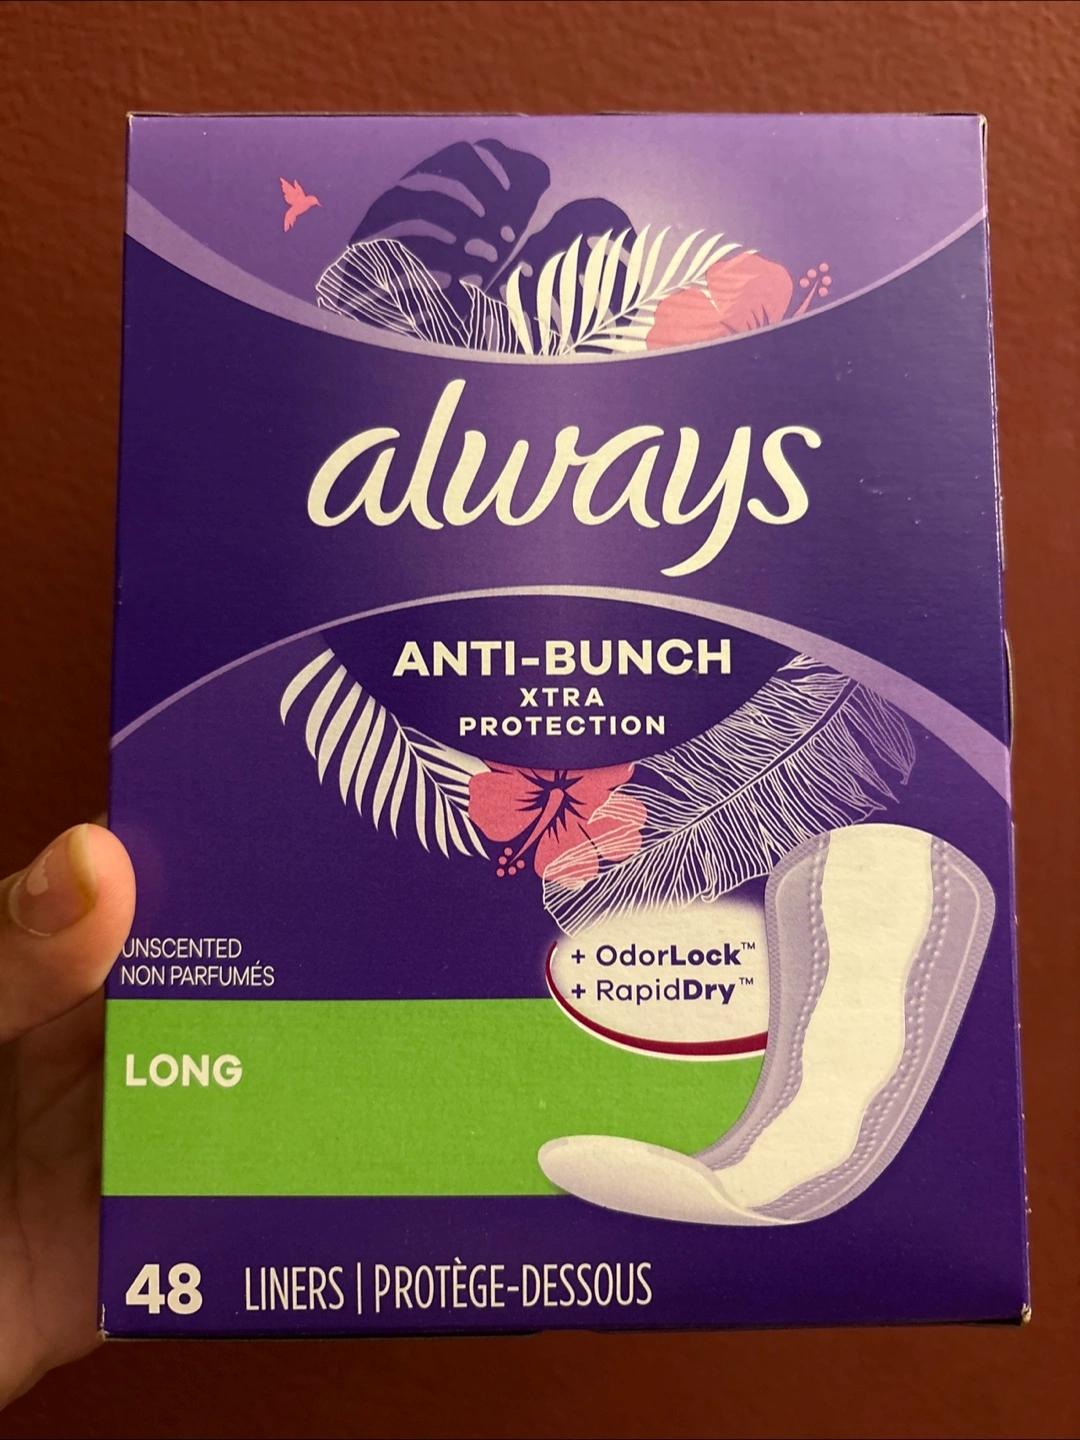 always
ANTI-BUNCH
XTRA
PROTECTION
+ OdorLock™
+ RapidDry™
UNSCENTED
NON PARFUMÉS
LONG
48 LINERS | PROTÈGE-DESSOUS